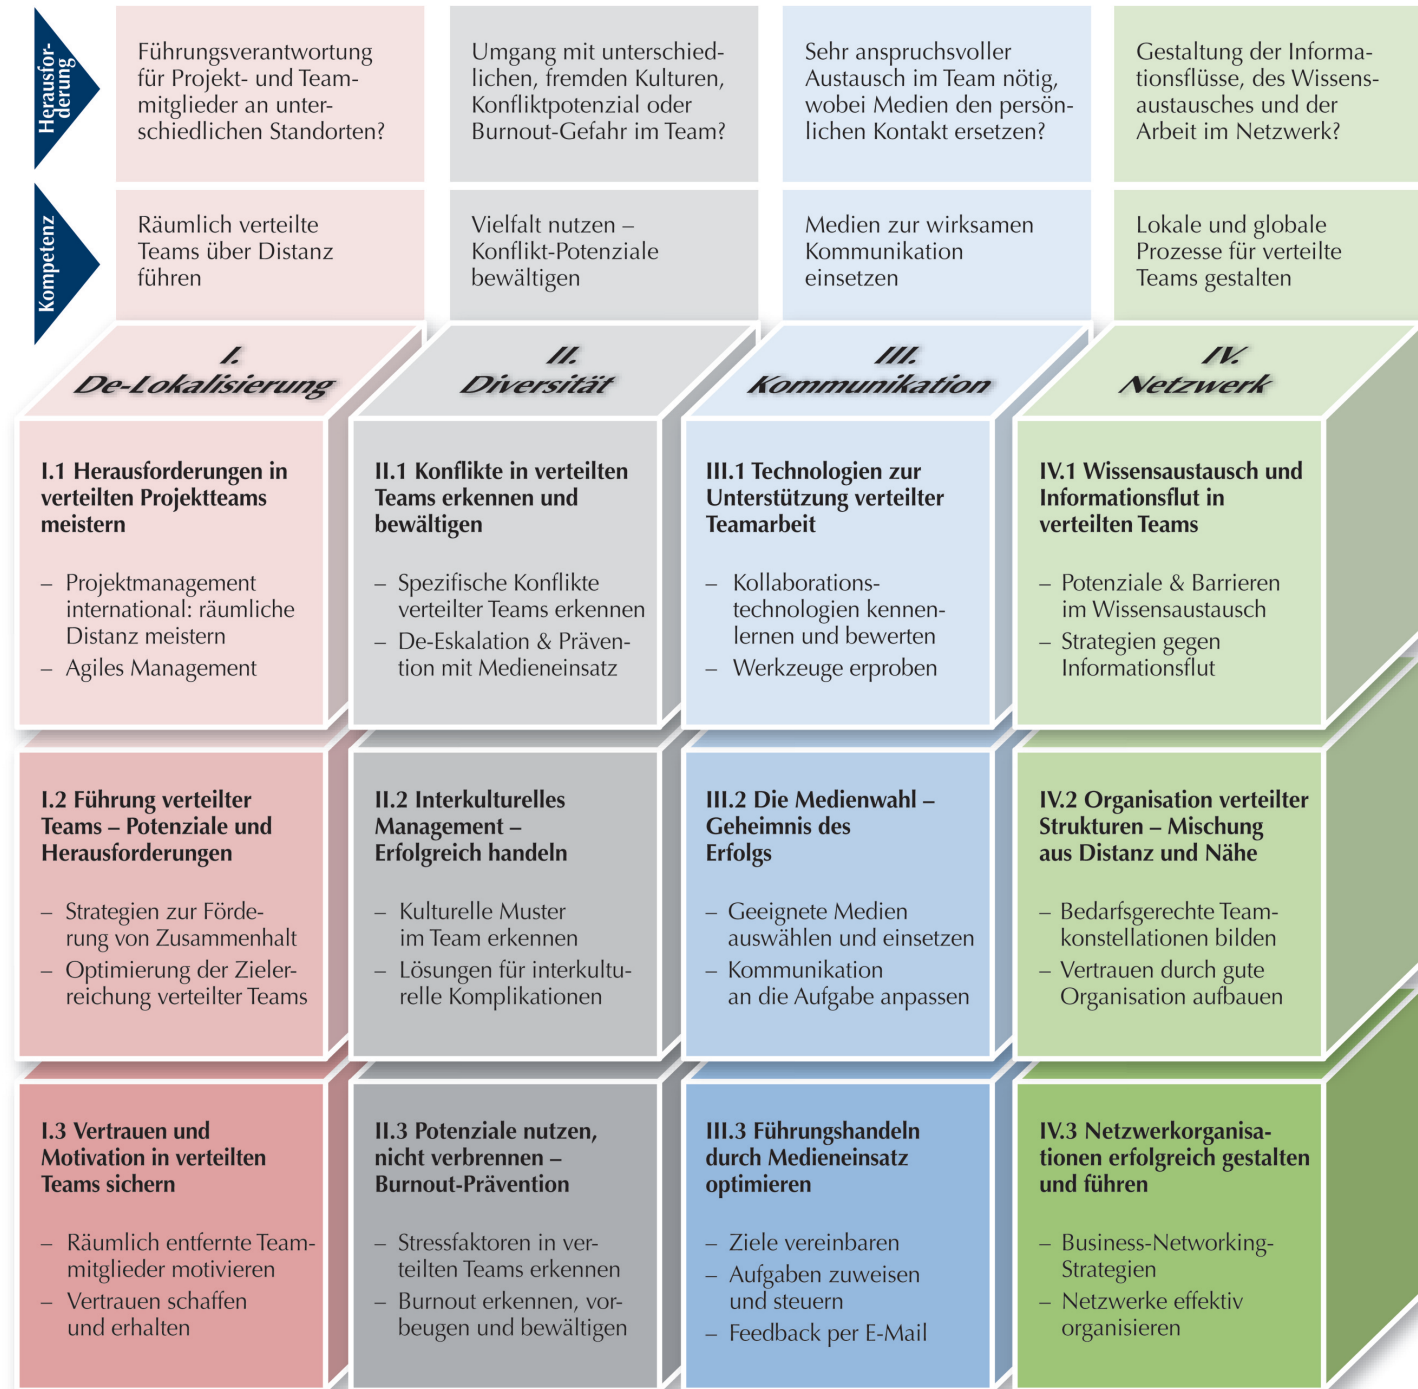 Herausfor-
derung
Führungsverantwortung
für Projekt- und Team-
mitglieder an unter-
schiedlichen Standorten?
Umgang mit unterschied-
lichen, fremden Kulturen,
Konfliktpotenzial oder
Burnout-Gefahr im Team?
Sehr anspruchsvoller
Austausch im Team nötig,
wobei Medien den persön-
lichen Kontakt ersetzen?
Gestaltung der Informa-
tionsflüsse, des Wissens-
austausches und der
Arbeit im Netzwerk?
Kompetenz
Räumlich verteilte
Teams über Distanz
führen
Vielfalt nutzen –
Konflikt-Potenziale
bewältigen
Medien zur wirksamen
Kommunikation
einsetzen
Lokale und globale
Prozesse für verteilte
Teams gestalten
I.
De-Lokalisierung
II.
Diversität
III.
Kommunikation
IV.
Netzwerk
I.1 Herausforderungen in
verteilten Projektteams
meistern
– Projektmanagement
international: räumliche
Distanz meistern
– Agiles Management
II.1 Konflikte in verteilten
Teams erkennen und
bewältigen
– Spezifische Konflikte
verteilter Teams erkennen
– De-Eskalation & Präven-
tion mit Medieneinsatz
III.1 Technologien zur
Unterstützung verteilter
Teamarbeit
– Kollaborations-
technologien kennen-
lernen und bewerten
– Werkzeuge erproben
IV.1 Wissensaustausch und
Informationsflut in
verteilten Teams
– Potenziale & Barrieren
im Wissensaustausch
– Strategien gegen
Informationsflut
I.2 Führung verteilter
Teams – Potenziale und
Herausforderungen
– Strategien zur Förde-
rung von Zusammenhalt
– Optimierung der Zieler-
reichung verteilter Teams
II.2 Interkulturelles
Management –
Erfolgreich handeln
– Kulturelle Muster
im Team erkennen
– Lösungen für interkultu-
relle Komplikationen
III.2 Die Medienwahl –
Geheimnis des
Erfolgs
– Geeignete Medien
auswählen und einsetzen
– Kommunikation
an die Aufgabe anpassen
IV.2 Organisation verteilter
Strukturen – Mischung
aus Distanz und Nähe
– Bedarfsgerechte Team-
konstellationen bilden
– Vertrauen durch gute
Organisation aufbauen
I.3 Vertrauen und
Motivation in verteilten
Teams sichern
– Räumlich entfernte Team-
mitglieder motivieren
– Vertrauen schaffen
und erhalten
II.3 Potenziale nutzen,
nicht verbrennen –
Burnout-Prävention
– Stressfaktoren in ver-
teilten Teams erkennen
– Burnout erkennen, vor-
beugen und bewältigen
III.3 Führungshandeln
durch Medieneinsatz
optimieren
– Ziele vereinbaren
– Aufgaben zuweisen
und steuern
– Feedback per E-Mail
IV.3 Netzwerkorganisa-
tionen erfolgreich gestalten
und führen
– Business-Networking-
Strategien
– Netzwerke effektiv
organisieren